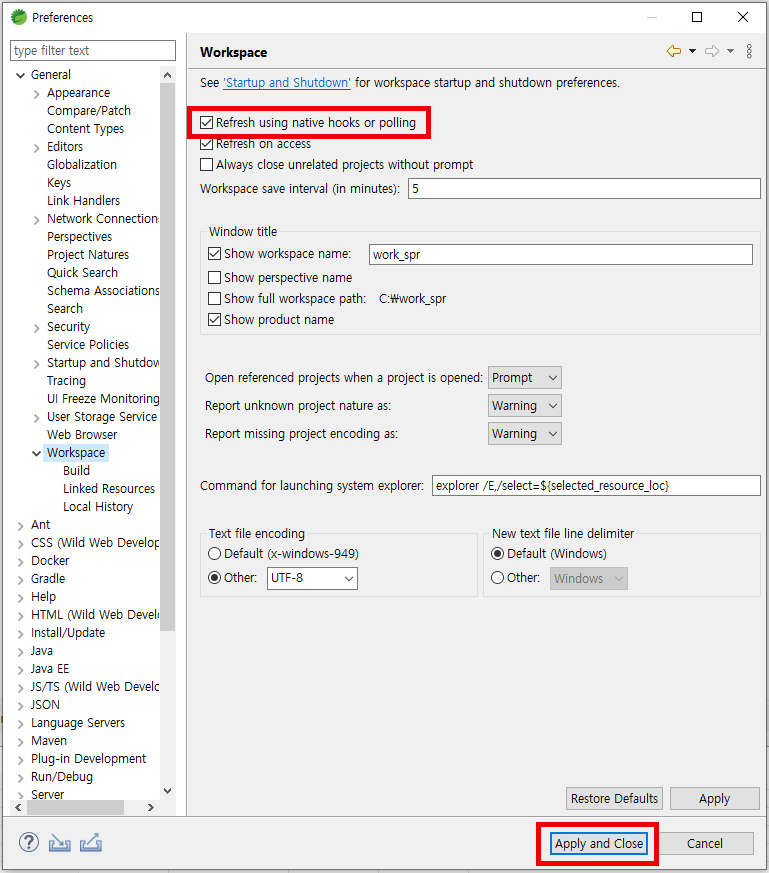 Preferences
type filter text
General
Appearance
Compare/Patch
Content Types
Editors
Globalization
Keys
Link Handlers
Network Connection
Perspectives
Project Natures
Quick Search
Schema Associations
Search
Security
Service Policies
Startup and Shutdow
Tracing
UI Freeze Monitoring
User Storage Service
Web Browser
Workspace
Build
Linked Resources
Local History
Ant
CSS (Wild Web Develop
Docker
Gradle
Help
HTML (Wild Web Devel
Install/Update
Java
Java EE
JS/TS (Wild Web Develo
JSON
Language Servers
Maven
Plug-in Development
Run/Debug
Server
Workspace
See 'Startup and Shutdown' for workspace startup and shutdown preferences.
Refresh using native hooks or polling
Refresh on access
Always close unrelated projects without prompt
Workspace save interval (in minutes): 5
Window title
Show workspace name: work_spr
Show perspective name
Show full workspace path: C:₩work_spr
Show product name
Open referenced projects when a project is opened: Prompt
Report unknown project nature as: Warning
Report missing project encoding as: Warning
Command for launching system explorer: explorer /E,/select=${selected_resource_loc}
Text file encoding
Default (x-windows-949)
Other: UTF-8
New text file line delimiter
Default (Windows)
Other: Windows
Restore Defaults Apply
? Apply and Close Cancel